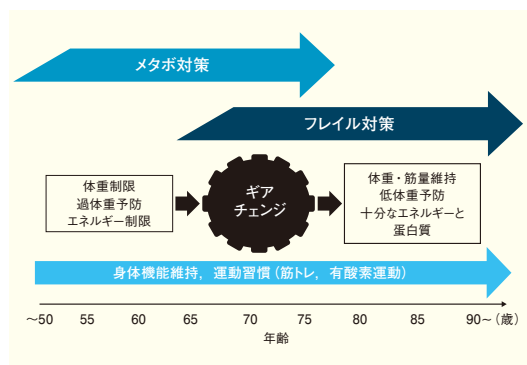 メタボ対策
フレイル対策
体重制限
過体重予防
エネルギー制限
ギア
チェンジ
体重・筋量維持
低体重予防
十分なエネルギーと
蛋白質
身体機能維持，運動習慣（筋トレ，有酸素運動）
～50 55 60 65 70 75 80 85 90～（歳）
年齢